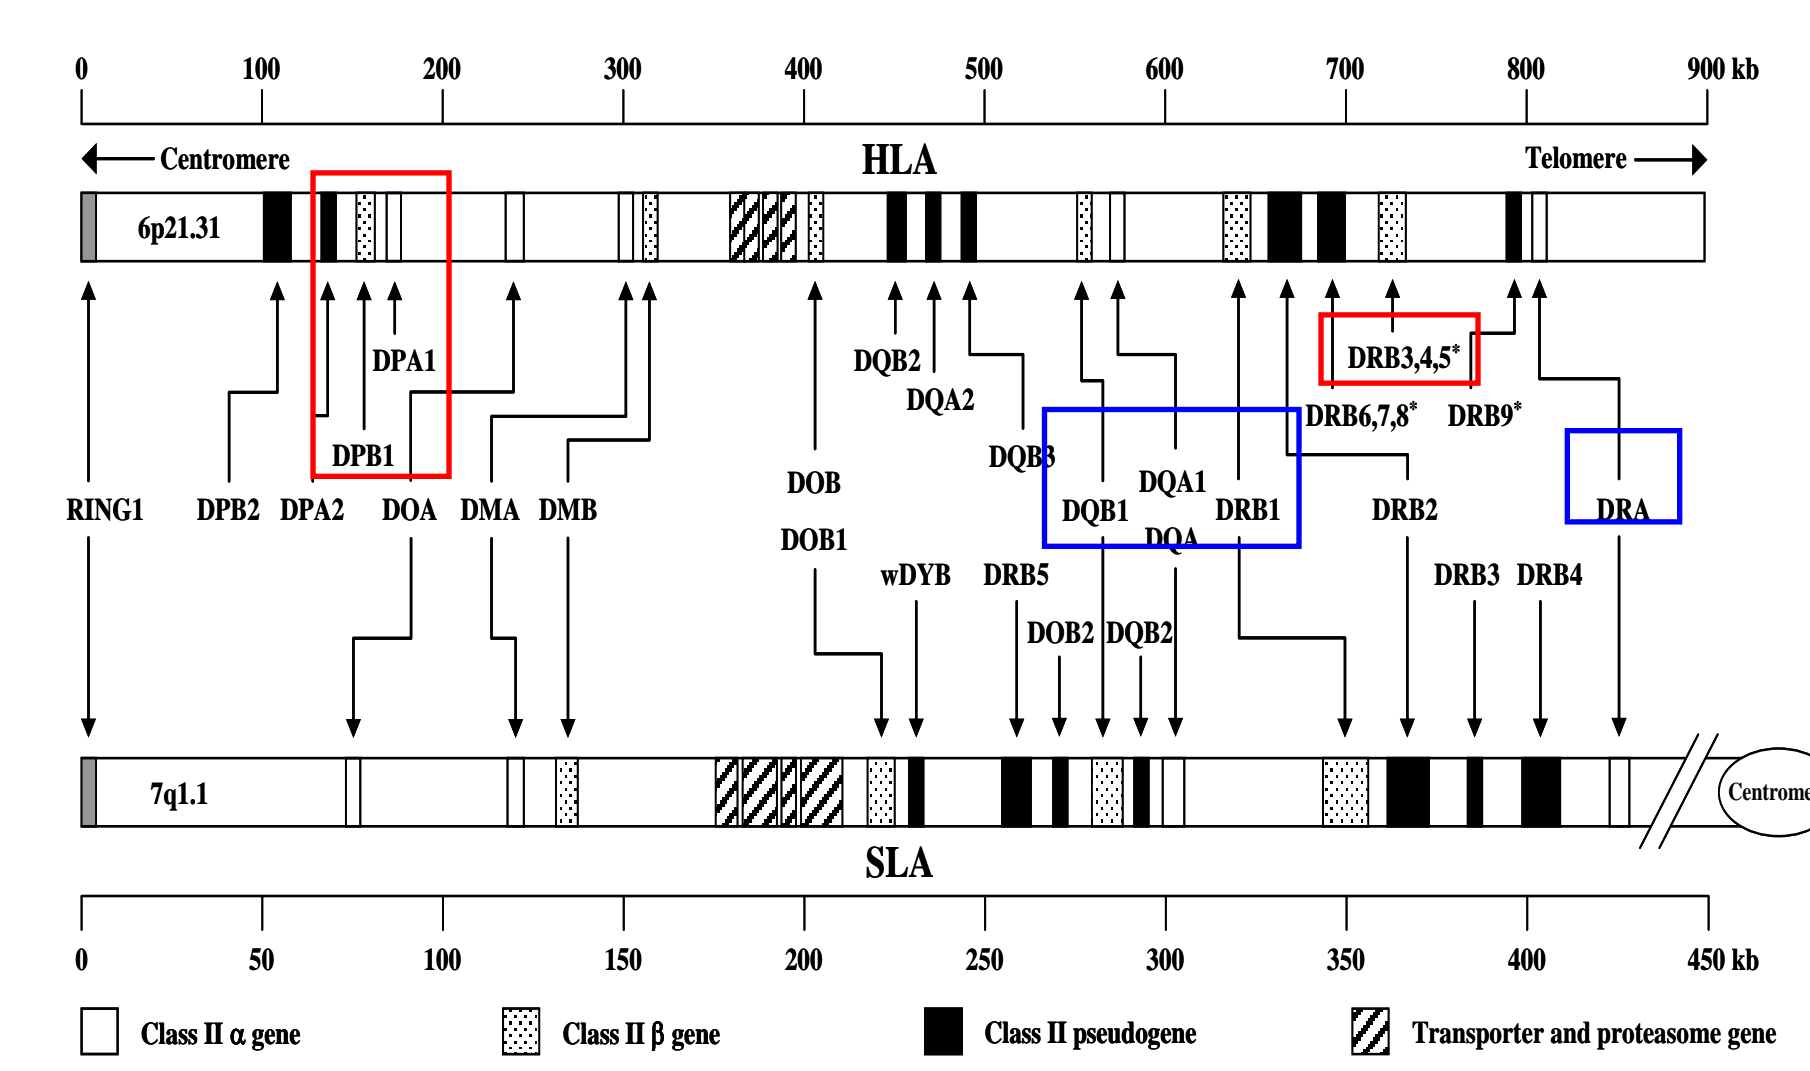 0 100 200 300 400 500 600 700 800 900 kb
Centromere HLA Telomere
6p21.31
DPA1 DQB2 DRB3,4,5*
DQA2 DRB6,7,8* DRB9*
DPB1 DQB3
DOB DQA1
RING1 DPB2 DPA2 DOA DMA DMB DQB1 DRB1 DRB2 DRA
DOB1 DQA
wDYB DRB5 DRB3 DRB4
DOB2 DQB2
7q1.1 Centrome
SLA
0 50 100 150 200 250 300 350 400 450 kb
Class II α gene Class II β gene Class II pseudogene Transporter and proteasome gene